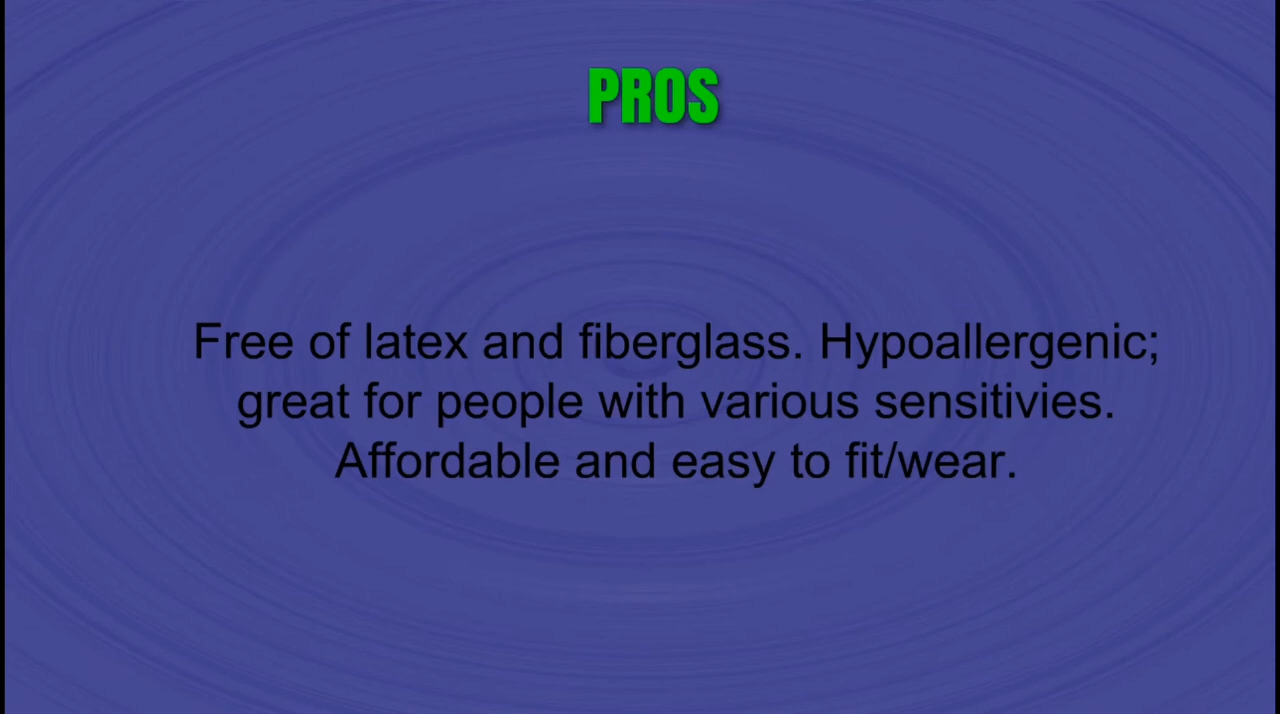 PROS
Free of latex and fiberglass. Hypoallergenic;
great for people with various sensitivies.
Affordable and easy to fit/wear.